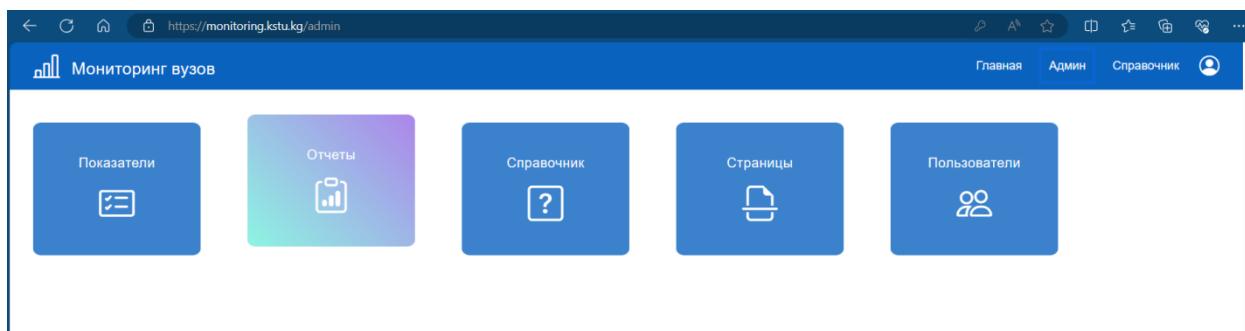 https://monitoring.kstu.kg/admin
Мониторинг вузов
Главная
Админ
Справочник
Показатели
Отчеты
Справочник
Страницы
Пользователи